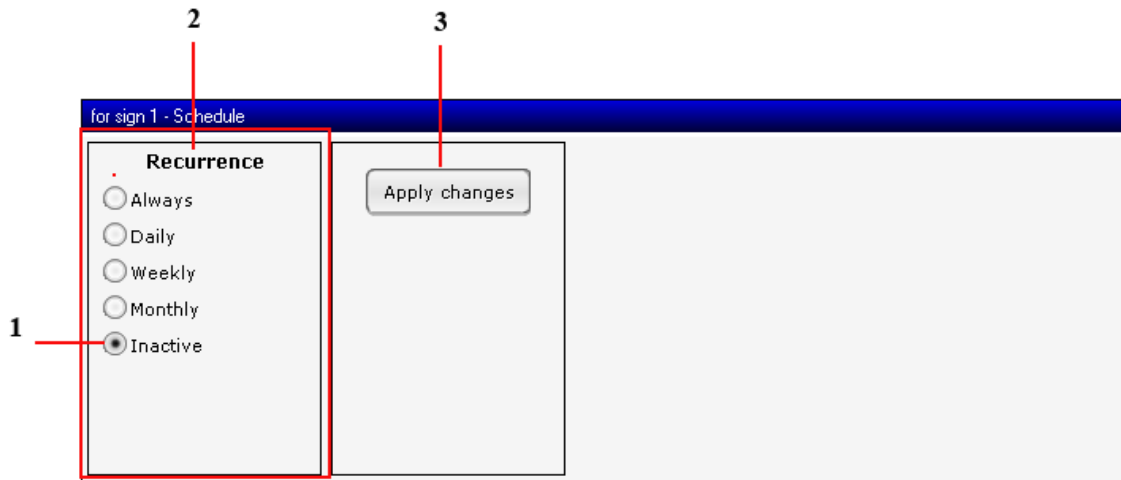 2
3
for sign 1 - Schedule
Recurrence
Always
Apply changes
Daily
Weekly
Monthly
1
Inactive